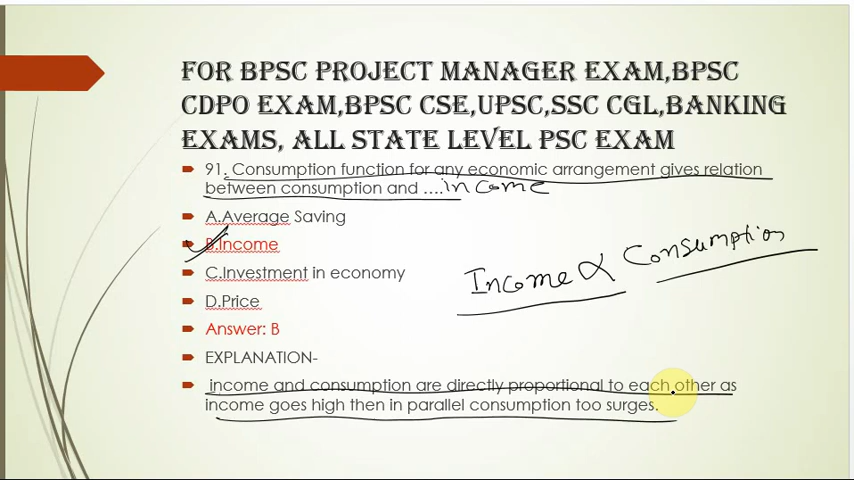 FOR BPSC PROJECT MANAGER EXAM,BPSC
CDPO EXAM,BPSC CSE,UPSC,SSC CGL,BANKING
EXAMS, ALL STATE LEVEL PSC EXAM
91. Consumption function for any economic arrangement gives relation
between consumption and ....income
A.Average Saving
B.Income
C.Investment in economy
Income ∝ Consumption
D.Price
Answer: B
EXPLANATION-
income and consumption are directly proportional to each other as
income goes high then in parallel consumption too surges.